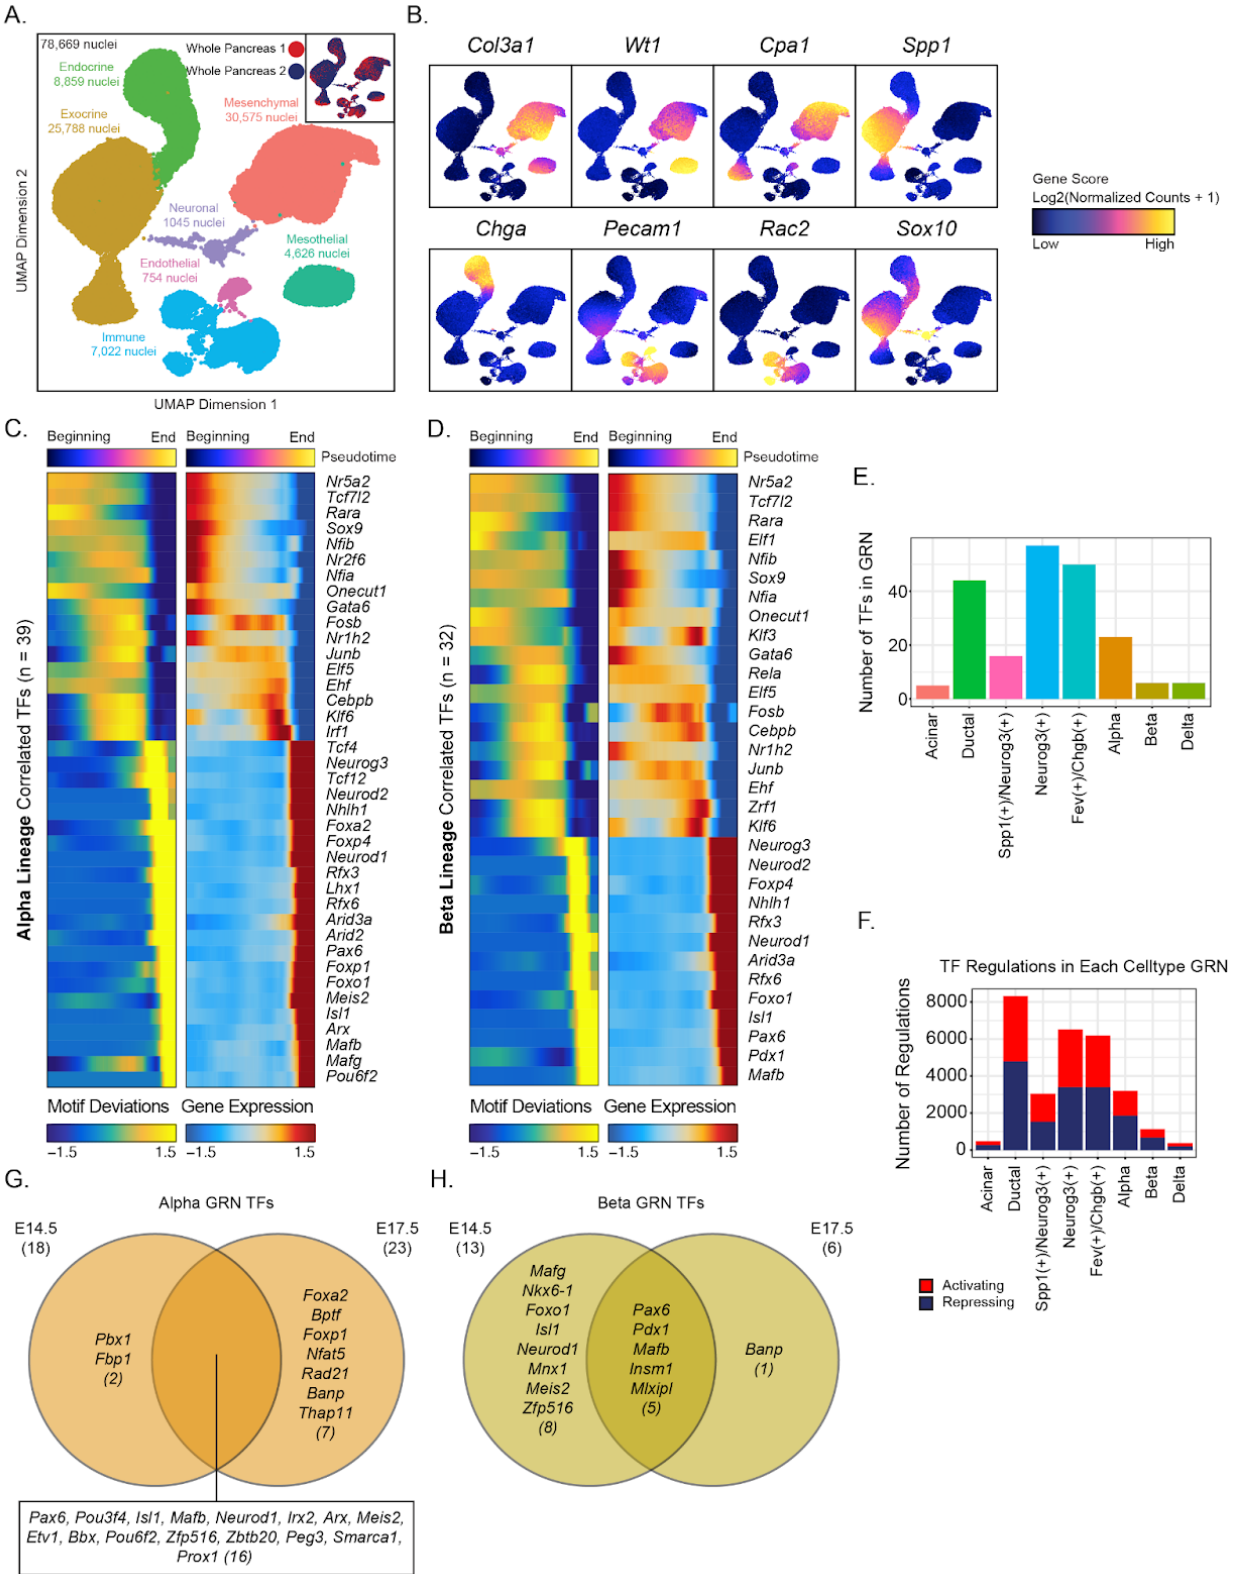 A.
78,669 nuclei
Whole Pancreas 1
Whole Pancreas 2
Endocrine
8,859 nuclei
Exocrine
25,788 nuclei
Mesenchymal
30,575 nuclei
Neuronal
1045 nuclei
Mesothelial
4,626 nuclei
Endothelial
754 nuclei
Immune
7,022 nuclei
UMAP Dimension 2
UMAP Dimension 1
B.
Col3a1 Wt1 Cpa1 Spp1
Chga Pecam1 Rac2 Sox10
Gene Score
Log2(Normalized Counts + 1)
Low High
C.
Beginning End Beginning End
Pseudotime
Alpha Lineage Correlated TFs (n = 39)
Nr5a2
Tcf7l2
Rara
Sox9
Nfib
Nr2f6
Nfia
Onecut1
Gata6
Fosb
Nr1h2
Junb
Elf5
Ehf
Cebpb
Klf6
Irf1
Tcf4
Neurog3
Tcf12
Neurod2
Nhlh1
Foxa2
Foxp4
Neurod1
Rfx3
Lhx1
Rfx6
Arid3a
Arid2
Pax6
Foxp1
Foxo1
Meis2
Isl1
Arx
Mafb
Mafg
Pou6f2
Motif Deviations Gene Expression
−1.5 1.5 −1.5 1.5
D.
Beginning End Beginning End
Pseudotime
Beta Lineage Correlated TFs (n = 32)
Nr5a2
Tcf7l2
Rara
Elf1
Nfib
Sox9
Nfia
Onecut1
Klf3
Gata6
Rela
Elf5
Fosb
Cebpb
Nr1h2
Junb
Ehf
Zrf1
Klf6
Neurog3
Neurod2
Foxp4
Nhlh1
Rfx3
Neurod1
Arid3a
Rfx6
Foxo1
Isl1
Pax6
Pdx1
Mafb
Motif Deviations Gene Expression
−1.5 1.5 −1.5 1.5
E.
Number of TFs in GRN
40
20
0
Acinar
Ductal
Spp1(+)/Neurog3(+)
Neurog3(+)
Fev(+)/Chgb(+)
Alpha
Beta
Delta
F.
TF Regulations in Each Celltype GRN
Number of Regulations
8000
6000
4000
2000
0
Acinar
Ductal
Spp1(+)/Neurog3(+)
Neurog3(+)
Fev(+)/Chgb(+)
Alpha
Beta
Delta
Activating
Repressing
G.
Alpha GRN TFs
E14.5
(18)
E17.5
(23)
Pbx1
Fbp1
(2)
Foxa2
Bptf
Foxp1
Nfat5
Rad21
Banp
Thap11
(7)
Pax6, Pou3f4, Isl1, Mafb, Neurod1, Irx2, Arx, Meis2,
Etv1, Bbx, Pou6f2, Zfp516, Zbtb20, Peg3, Smarca1,
Prox1 (16)
H.
Beta GRN TFs
E14.5
(13)
E17.5
(6)
Mafg
Nkx6-1
Foxo1
Isl1
Neurod1
Mnx1
Meis2
Zfp516
(8)
Pax6
Pdx1
Mafb
Insm1
Mlxipl
(5)
Banp
(1)